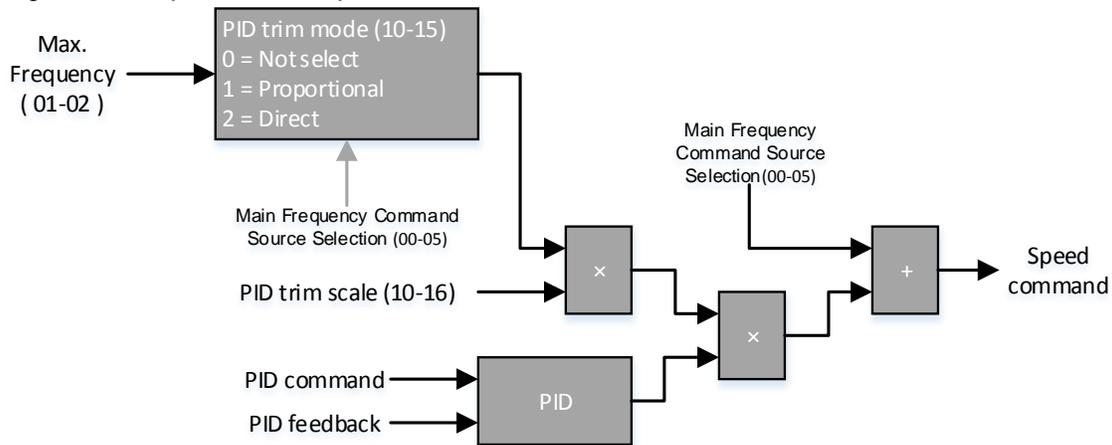 PID trim mode (10-15)
0 = Not select
1 = Proportional
2 = Direct
Max.
Frequency
( 01-02 )
Main Frequency
Command Source
Selection(00-05)
Main Frequency Command
Source Selection (00-05)
×
+
Speed
command
PID trim scale (10-16)
×
PID command
PID feedback
PID